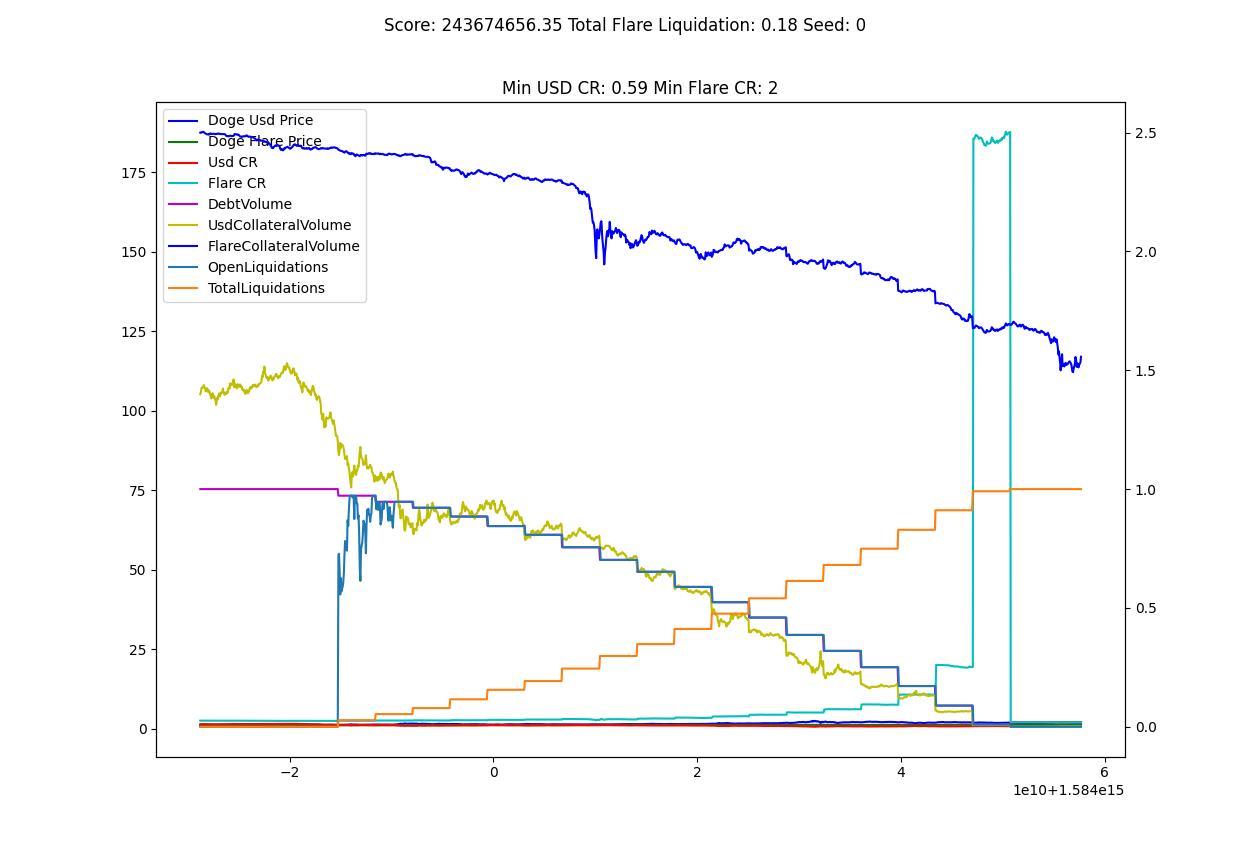 Score: 243674656.35 Total Flare Liquidation: 0.18 Seed: 0
Min USD CR: 0.59 Min Flare CR: 2
Doge Usd Price
Doge Flare Price
Usd CR
Flare CR
DebtVolume
UsdCollateralVolume
FlareCollateralVolume
OpenLiquidations
TotalLiquidations
175
150
125
100
75
50
25
0
2.5
2.0
1.5
1.0
0.5
0.0
−2
0
2
4
6
1e10+1.584e15